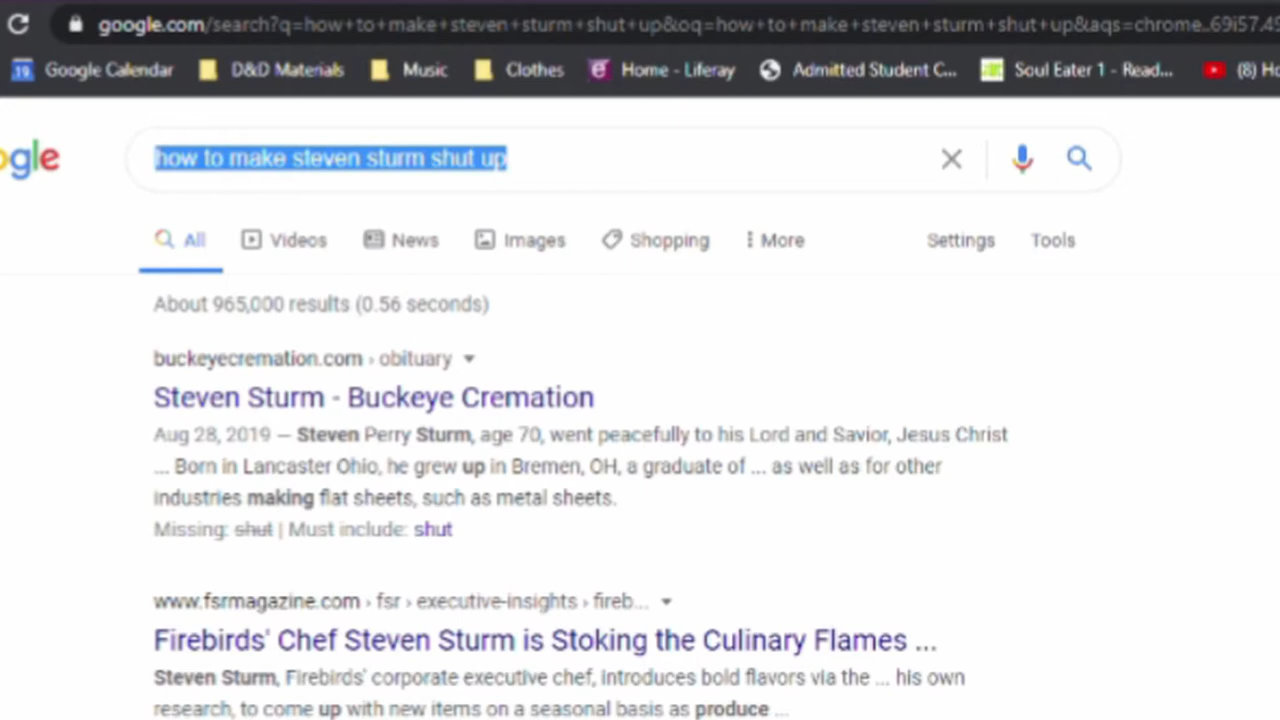 google.com/search?q=how+to+make+steven+sturm+shut+up&oq=how+to+make+steven+sturm+shut+up&aqs=chrome..69i57.49
19 Google Calendar D&D Materials Music Clothes Home - Liferay Admitted Student C... Soul Eater 1 - Read... (8) Ho
ogle how to make steven sturm shut up
All Videos News Images Shopping More Settings Tools
About 965,000 results (0.56 seconds)
buckeyecremation.com › obituary
Steven Sturm - Buckeye Cremation
Aug 28, 2019 — Steven Perry Sturm, age 70, went peacefully to his Lord and Savior, Jesus Christ
... Born in Lancaster Ohio, he grew up in Bremen, OH, a graduate of ... as well as for other
industries making flat sheets, such as metal sheets.
Missing: shut | Must include: shut
www.fsrmagazine.com › fsr › executive-insights › fireb...
Firebirds' Chef Steven Sturm is Stoking the Culinary Flames ...
Steven Sturm, Firebirds' corporate executive chef, introduces bold flavors via the ... his own
research, to come up with new items on a seasonal basis as produce ...